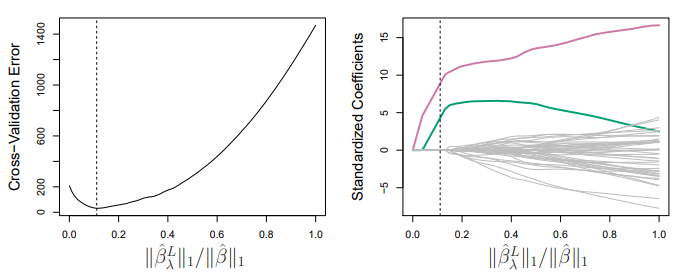 Cross−Validation Error
0 200 600 1000 1400
0.0 0.2 0.4 0.6 0.8 1.0
‖β̂ᴸ_λ‖₁/‖β̂‖₁
Standardized Coefficients
−5 0 5 10 15
0.0 0.2 0.4 0.6 0.8 1.0
‖β̂ᴸ_λ‖₁/‖β̂‖₁